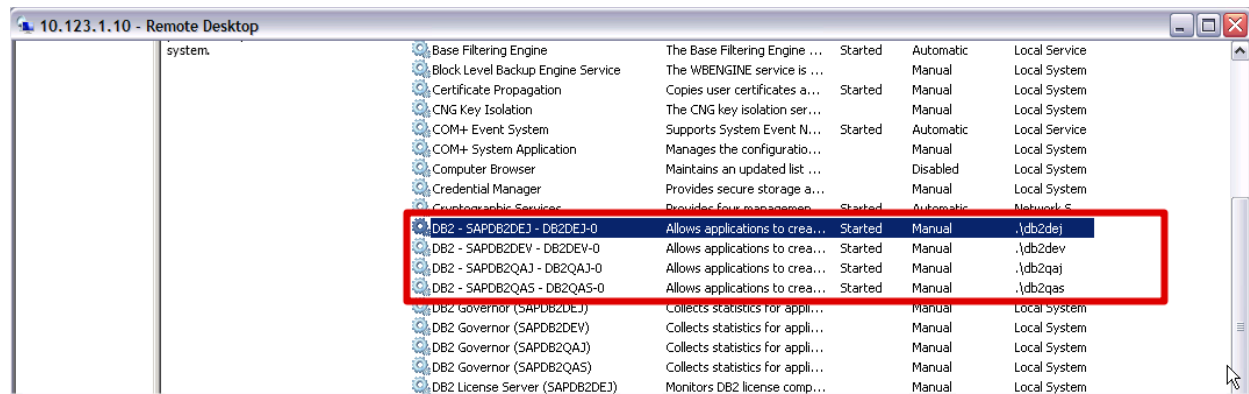 10.123.1.10 - Remote Desktop
system.
Base Filtering Engine The Base Filtering Engine ... Started Automatic Local Service
Block Level Backup Engine Service The WBENGINE service is ... Manual Local System
Certificate Propagation Copies user certificates a... Started Manual Local System
CNG Key Isolation The CNG key isolation ser... Manual Local System
COM+ Event System Supports System Event N... Started Automatic Local Service
COM+ System Application Manages the configuratio... Manual Local System
Computer Browser Maintains an updated list ... Disabled Local System
Credential Manager Provides secure storage a... Manual Local System
Cryptographic Services Provides four managemen... Started Automatic Network S...
DB2 - SAPDB2DEJ - DB2DEJ-0 Allows applications to crea... Started Manual .\db2dej
DB2 - SAPDB2DEV - DB2DEV-0 Allows applications to crea... Started Manual .\db2dev
DB2 - SAPDB2QAJ - DB2QAJ-0 Allows applications to crea... Started Manual .\db2qaj
DB2 - SAPDB2QAS - DB2QAS-0 Allows applications to crea... Started Manual .\db2qas
DB2 Governor (SAPDB2DEJ) Collects statistics for appli... Manual Local System
DB2 Governor (SAPDB2DEV) Collects statistics for appli... Manual Local System
DB2 Governor (SAPDB2QAJ) Collects statistics for appli... Manual Local System
DB2 Governor (SAPDB2QAS) Collects statistics for appli... Manual Local System
DB2 License Server (SAPDB2DEJ) Monitors DB2 license comp... Manual Local System